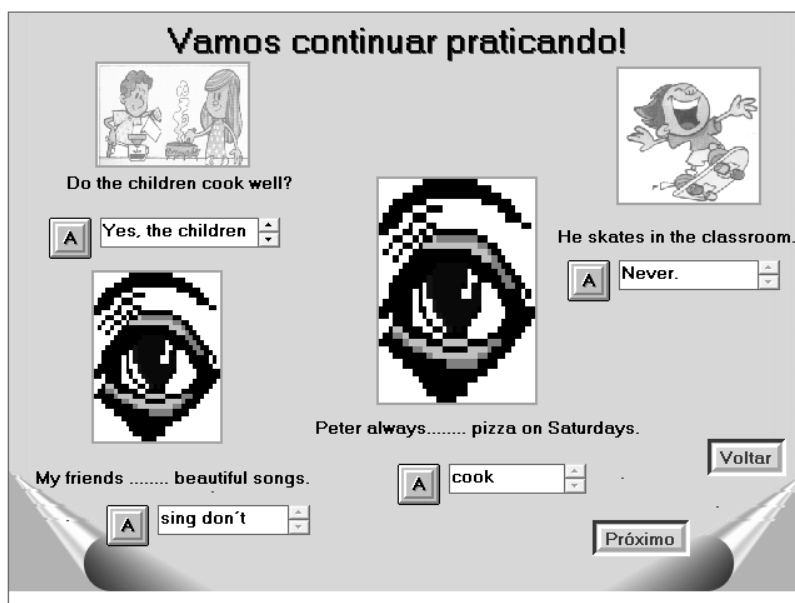 Vamos continuar praticando!
Do the children cook well?
A
Yes, the children
He skates in the classroom.
A
Never.
Peter always........ pizza on Saturdays.
A
cook
My friends ........ beautiful songs.
A
sing don´t
Voltar
Próximo